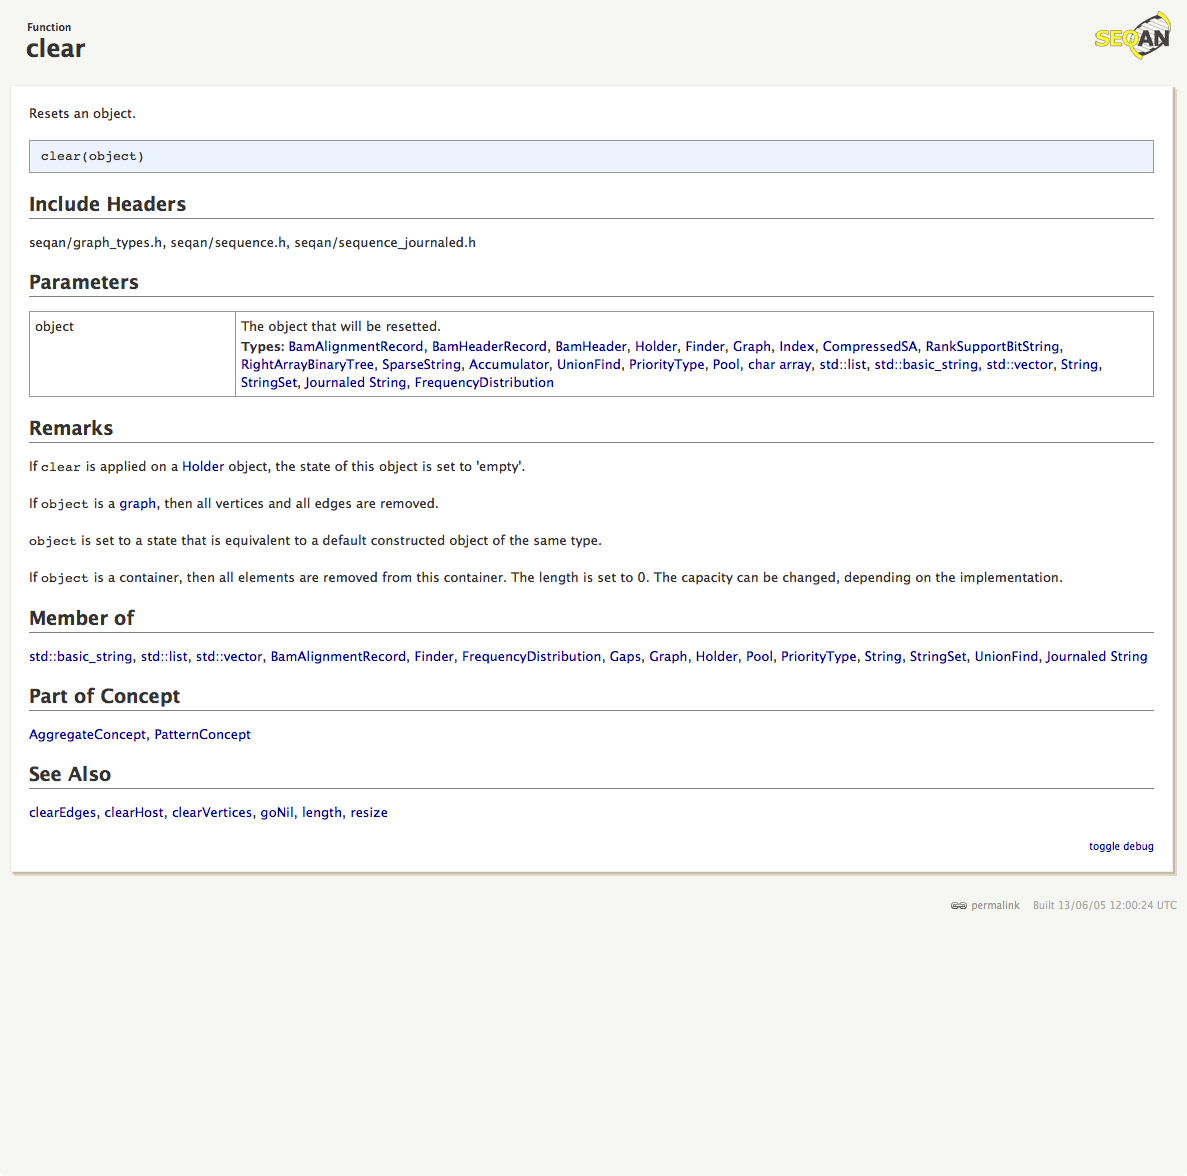 Function
clear
SEQAN
Resets an object.
clear(object)
Include Headers
seqan/graph_types.h, seqan/sequence.h, seqan/sequence_journaled.h
Parameters
object
The object that will be resetted.
Types: BamAlignmentRecord, BamHeaderRecord, BamHeader, Holder, Finder, Graph, Index, CompressedSA, RankSupportBitString,
RightArrayBinaryTree, SparseString, Accumulator, UnionFind, PriorityType, Pool, char array, std::list, std::basic_string, std::vector, String,
StringSet, Journaled String, FrequencyDistribution
Remarks
If clear is applied on a Holder object, the state of this object is set to 'empty'.
If object is a graph, then all vertices and all edges are removed.
object is set to a state that is equivalent to a default constructed object of the same type.
If object is a container, then all elements are removed from this container. The length is set to 0. The capacity can be changed, depending on the implementation.
Member of
std::basic_string, std::list, std::vector, BamAlignmentRecord, Finder, FrequencyDistribution, Gaps, Graph, Holder, Pool, PriorityType, String, StringSet, UnionFind, Journaled String
Part of Concept
AggregateConcept, PatternConcept
See Also
clearEdges, clearHost, clearVertices, goNil, length, resize
toggle debug
permalink Built 13/06/05 12:00:24 UTC